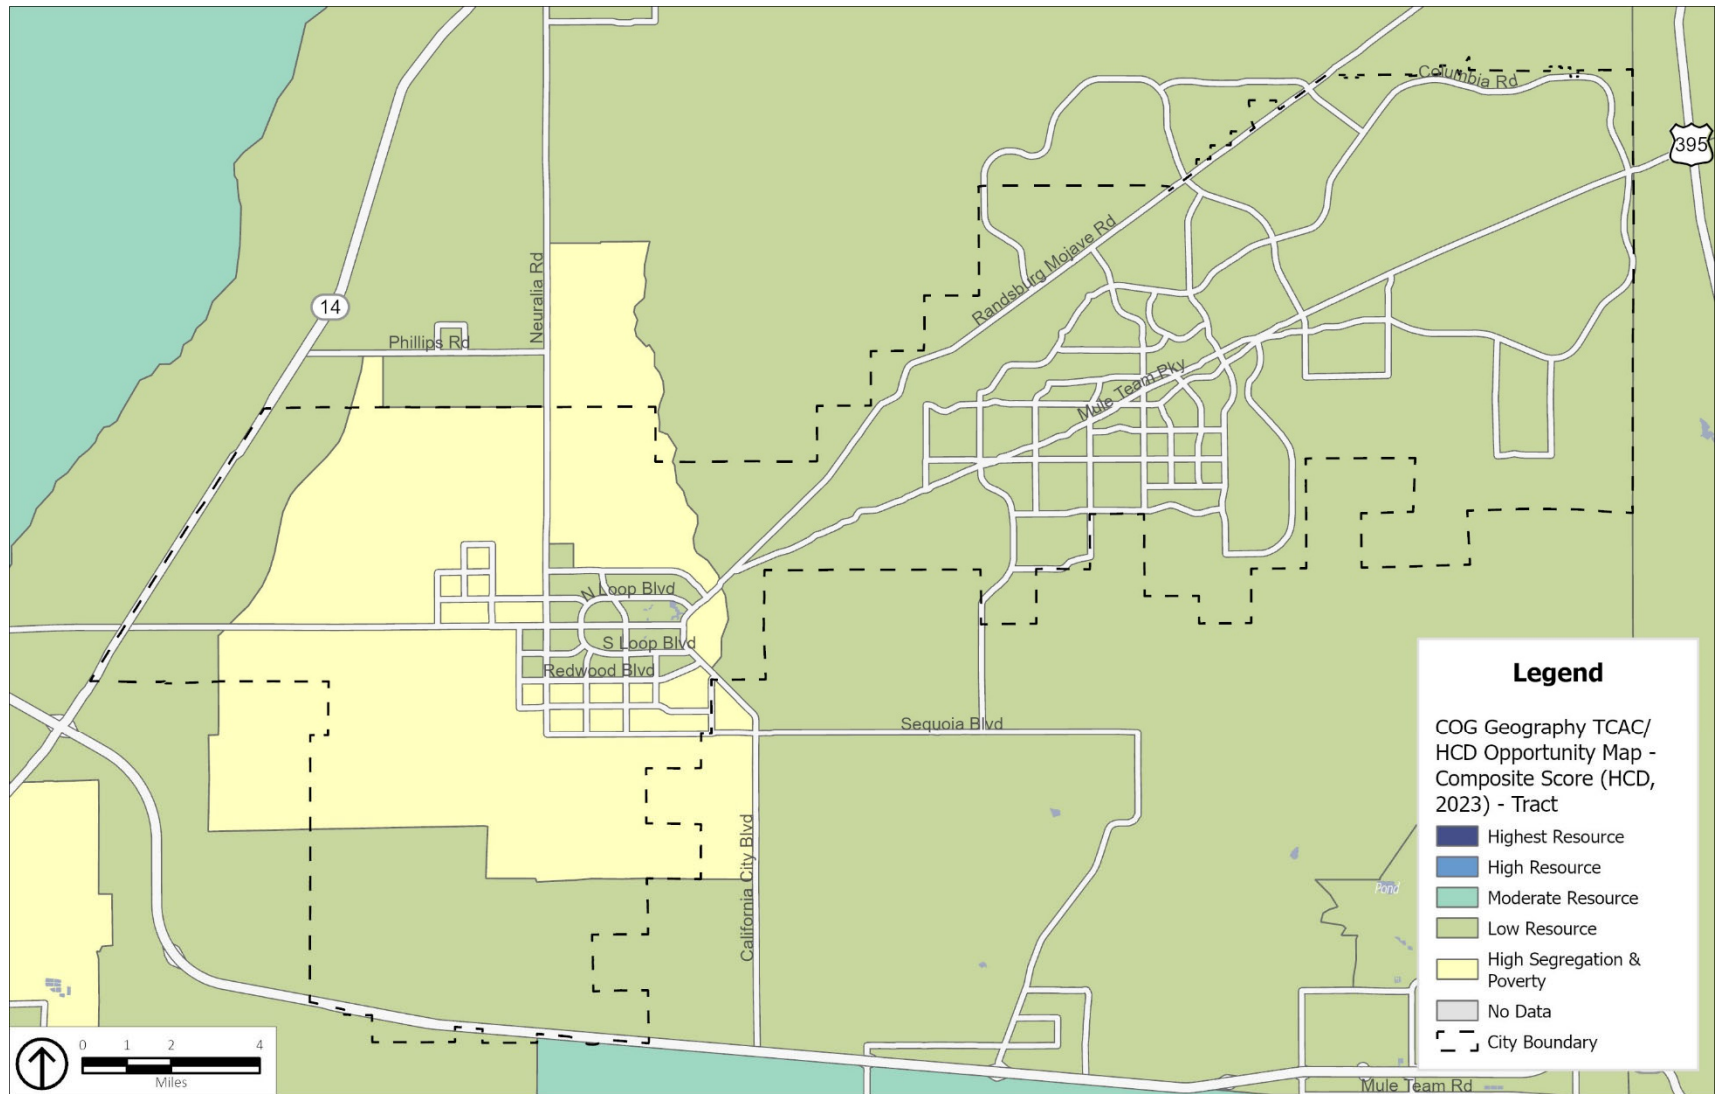 Columbia Rd
395
Randsburg Mojave Rd
Neuralia Rd
14
Phillips Rd
Mule Team Pky
N Loop Blvd
S Loop Blvd
Redwood Blvd
Sequoia Blvd
California City Blvd
Pond
Mule Team Rd
Legend
COG Geography TCAC/
HCD Opportunity Map -
Composite Score (HCD,
2023) - Tract
Highest Resource
High Resource
Moderate Resource
Low Resource
High Segregation &
Poverty
No Data
City Boundary
0 1 2 4
Miles